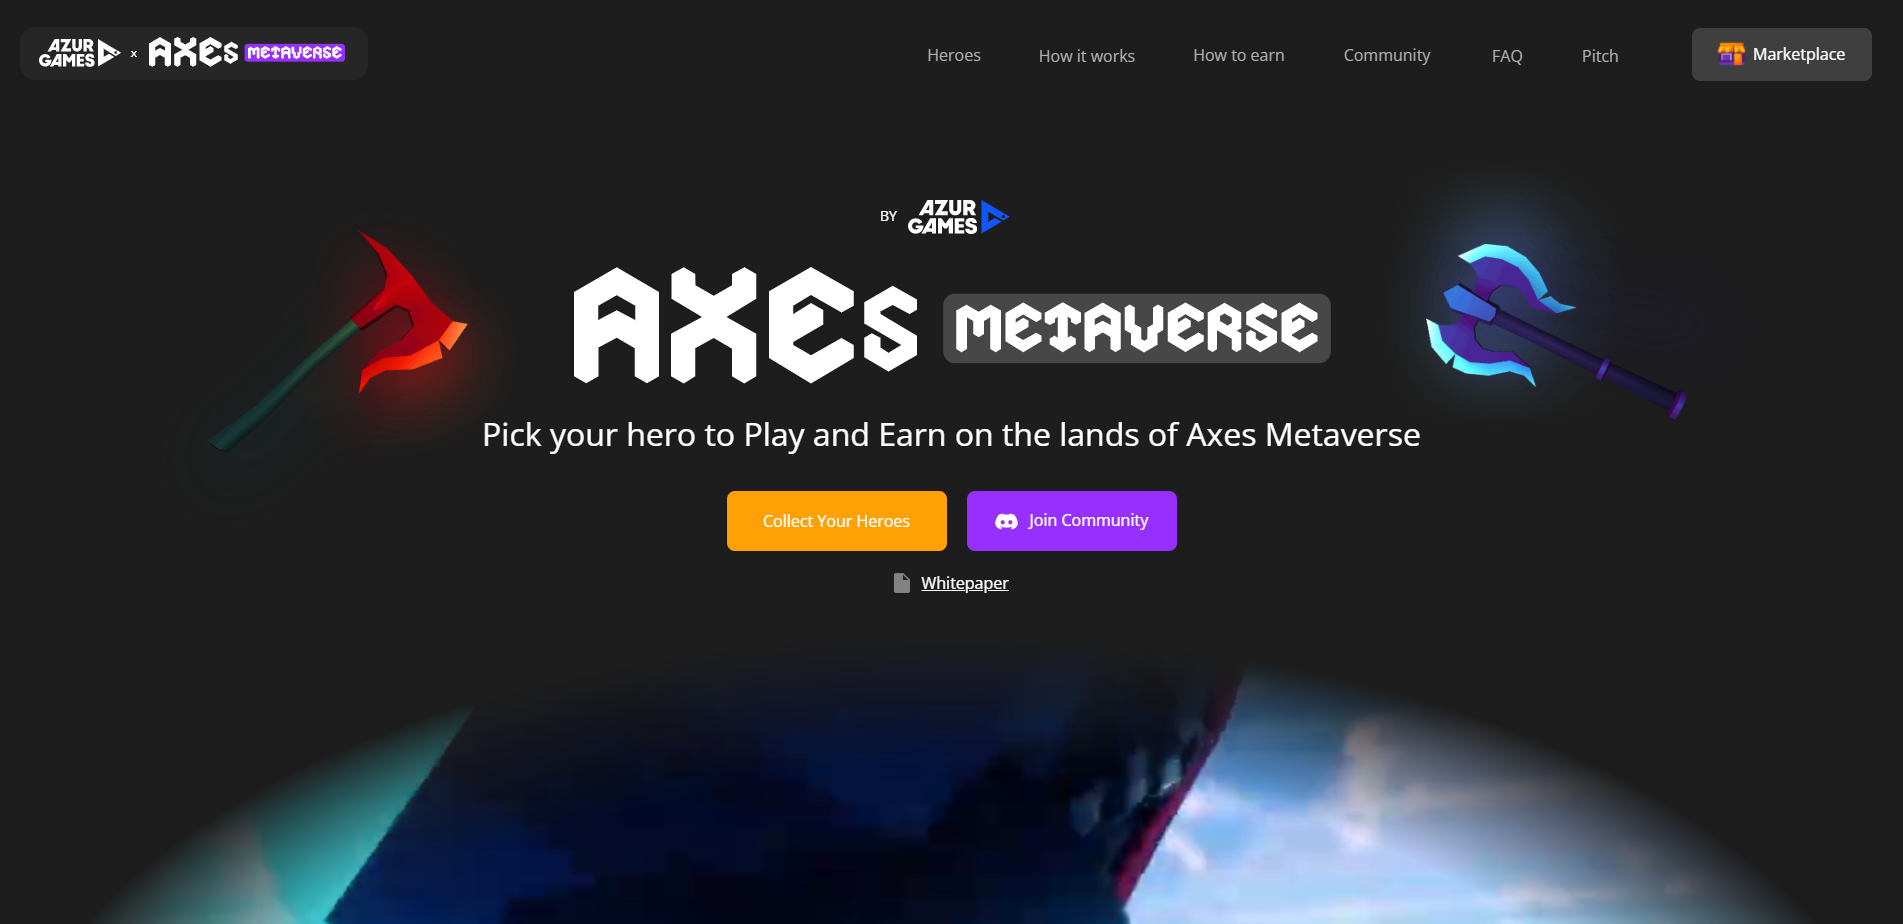 AZUR GAMES x AXES METAVERSE
Heroes
How it works
How to earn
Community
FAQ
Pitch
Marketplace
BY AZUR GAMES
AXES METAVERSE
Pick your hero to Play and Earn on the lands of Axes Metaverse
Collect Your Heroes
Join Community
Whitepaper